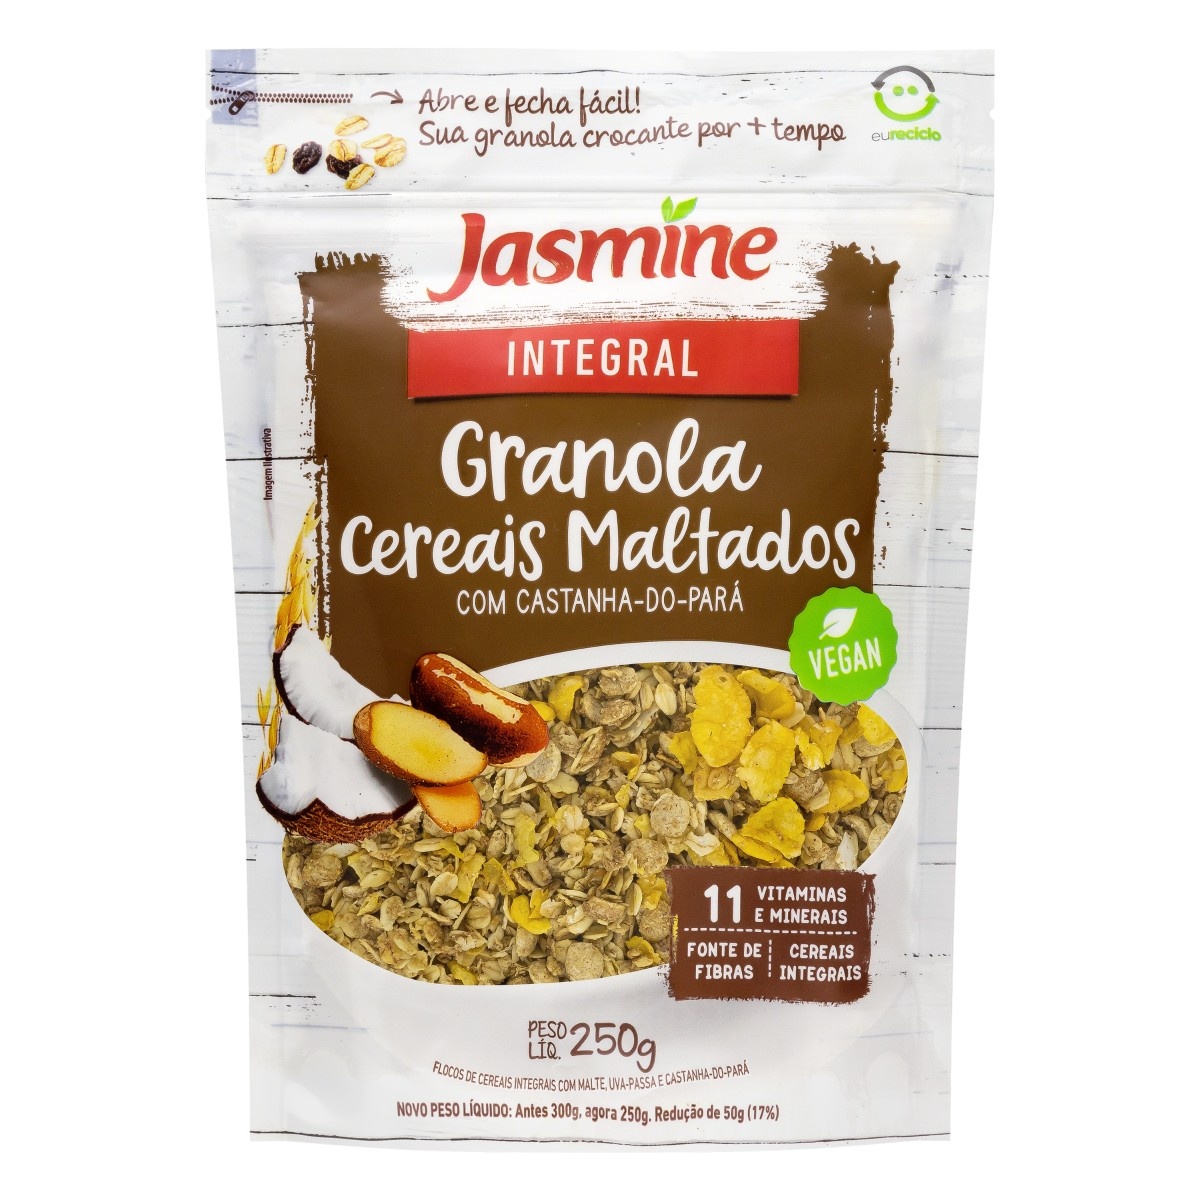 Abre e fecha fácil!
Sua granola crocante por + tempo
eureciclo
Jasmine
INTEGRAL
Granola
Cereais Maltados
COM CASTANHA-DO-PARÁ
Imagem Ilustrativa
VEGAN
11 VITAMINAS
E MINERAIS
FONTE DE
FIBRAS
CEREAIS
INTEGRAIS
PESO
LÍQ. 250g
FLOCOS DE CEREAIS INTEGRAIS COM MALTE, UVA-PASSA E CASTANHA-DO-PARÁ
NOVO PESO LÍQUIDO: Antes 300g, agora 250g. Redução de 50g (17%)